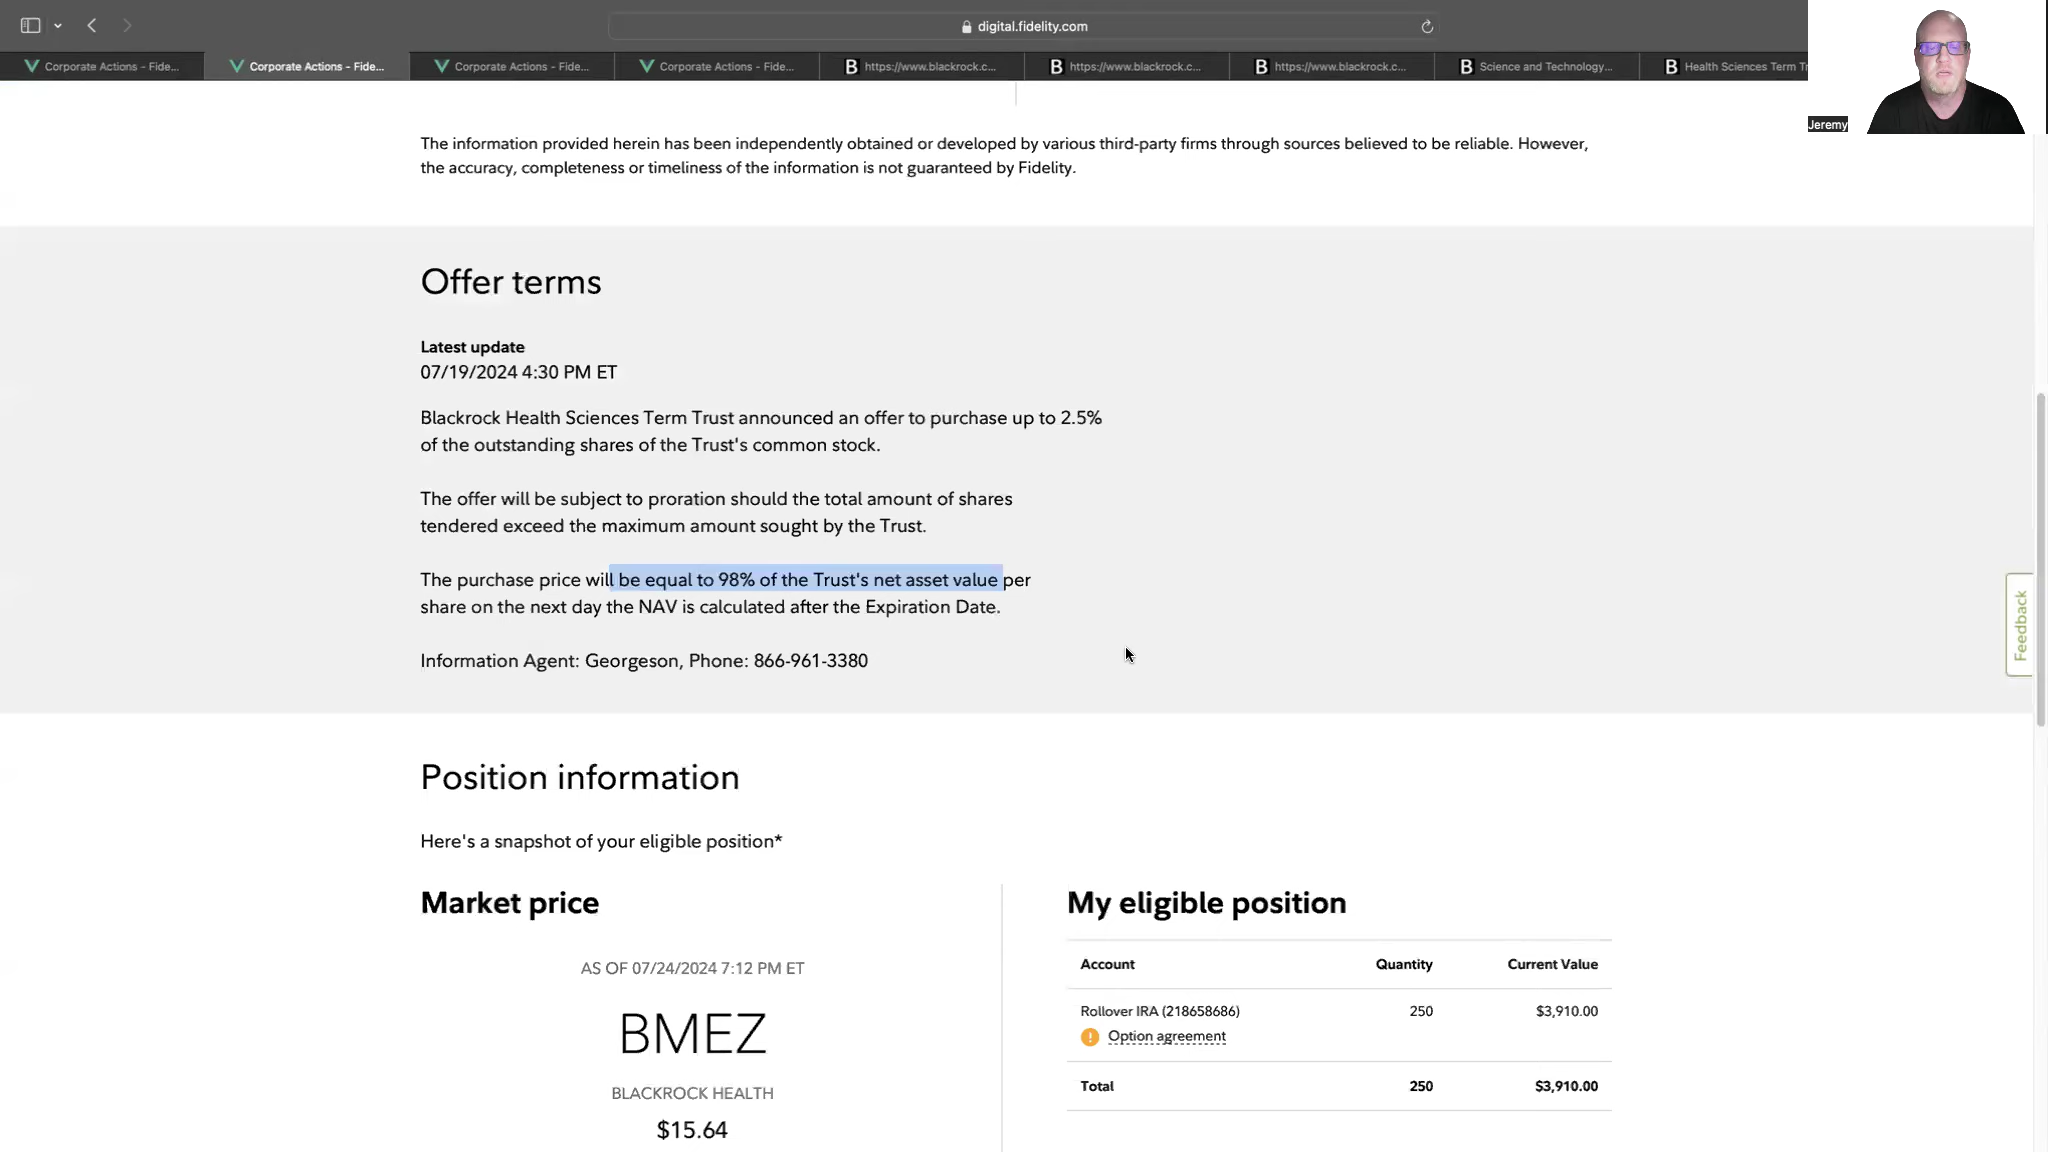 digital.fidelity.com
Corporate Actions - Fide...
Corporate Actions - Fide...
Corporate Actions - Fide...
Corporate Actions - Fide...
https://www.blackrock.c...
https://www.blackrock.c...
https://www.blackrock.c...
Science and Technology...
Health Sciences Term Tr
Jeremy
The information provided herein has been independently obtained or developed by various third-party firms through sources believed to be reliable. However,
the accuracy, completeness or timeliness of the information is not guaranteed by Fidelity.
Offer terms
Latest update
07/19/2024 4:30 PM ET
Blackrock Health Sciences Term Trust announced an offer to purchase up to 2.5%
of the outstanding shares of the Trust's common stock.
The offer will be subject to proration should the total amount of shares
tendered exceed the maximum amount sought by the Trust.
The purchase price will be equal to 98% of the Trust's net asset value per
share on the next day the NAV is calculated after the Expiration Date.
Information Agent: Georgeson, Phone: 866-961-3380
Feedback
Position information
Here's a snapshot of your eligible position*
Market price
AS OF 07/24/2024 7:12 PM ET
BMEZ
BLACKROCK HEALTH
$15.64
My eligible position
Account Quantity Current Value
Rollover IRA (218658686) 250 $3,910.00
! Option agreement
Total 250 $3,910.00